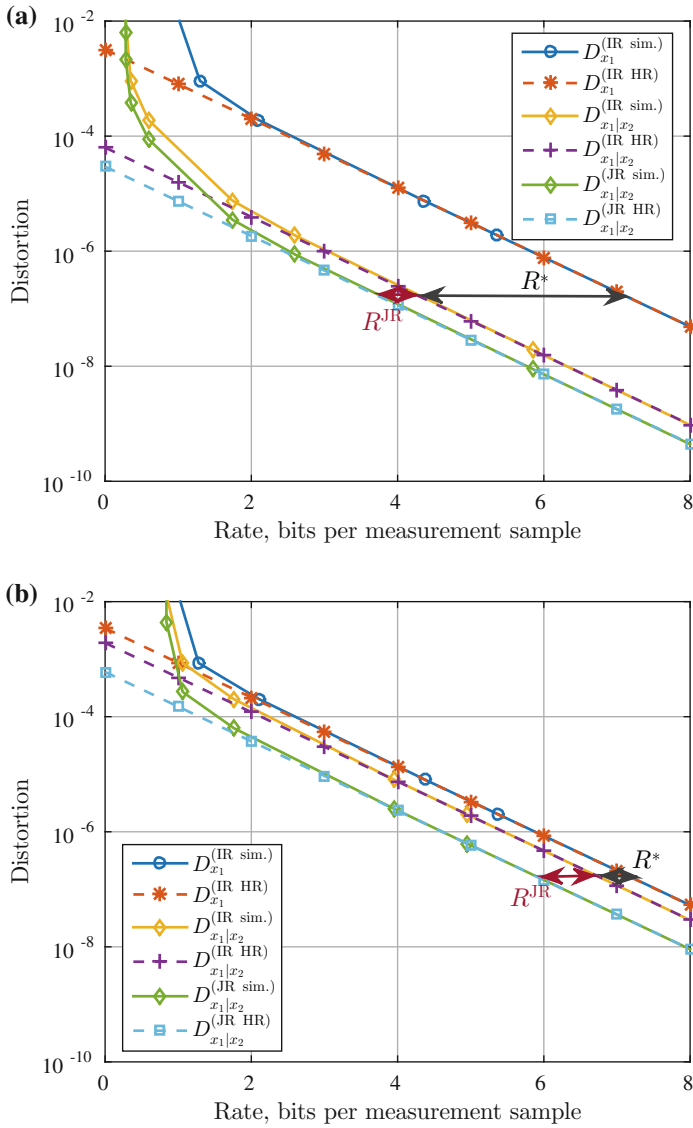 (a)
10^-2
10^-4
10^-6
10^-8
10^-10
Distortion
0 2 4 6 8
Rate, bits per measurement sample
D_{x_1}^{(IR sim.)}
D_{x_1}^{(IR HR)}
D_{x_1|x_2}^{(IR sim.)}
D_{x_1|x_2}^{(IR HR)}
D_{x_1|x_2}^{(JR sim.)}
D_{x_1|x_2}^{(JR HR)}
R*
R^JR
(b)
10^-2
10^-4
10^-6
10^-8
10^-10
Distortion
0 2 4 6 8
Rate, bits per measurement sample
R*
R^JR
D_{x_1}^{(IR sim.)}
D_{x_1}^{(IR HR)}
D_{x_1|x_2}^{(IR sim.)}
D_{x_1|x_2}^{(IR HR)}
D_{x_1|x_2}^{(JR sim.)}
D_{x_1|x_2}^{(JR HR)}